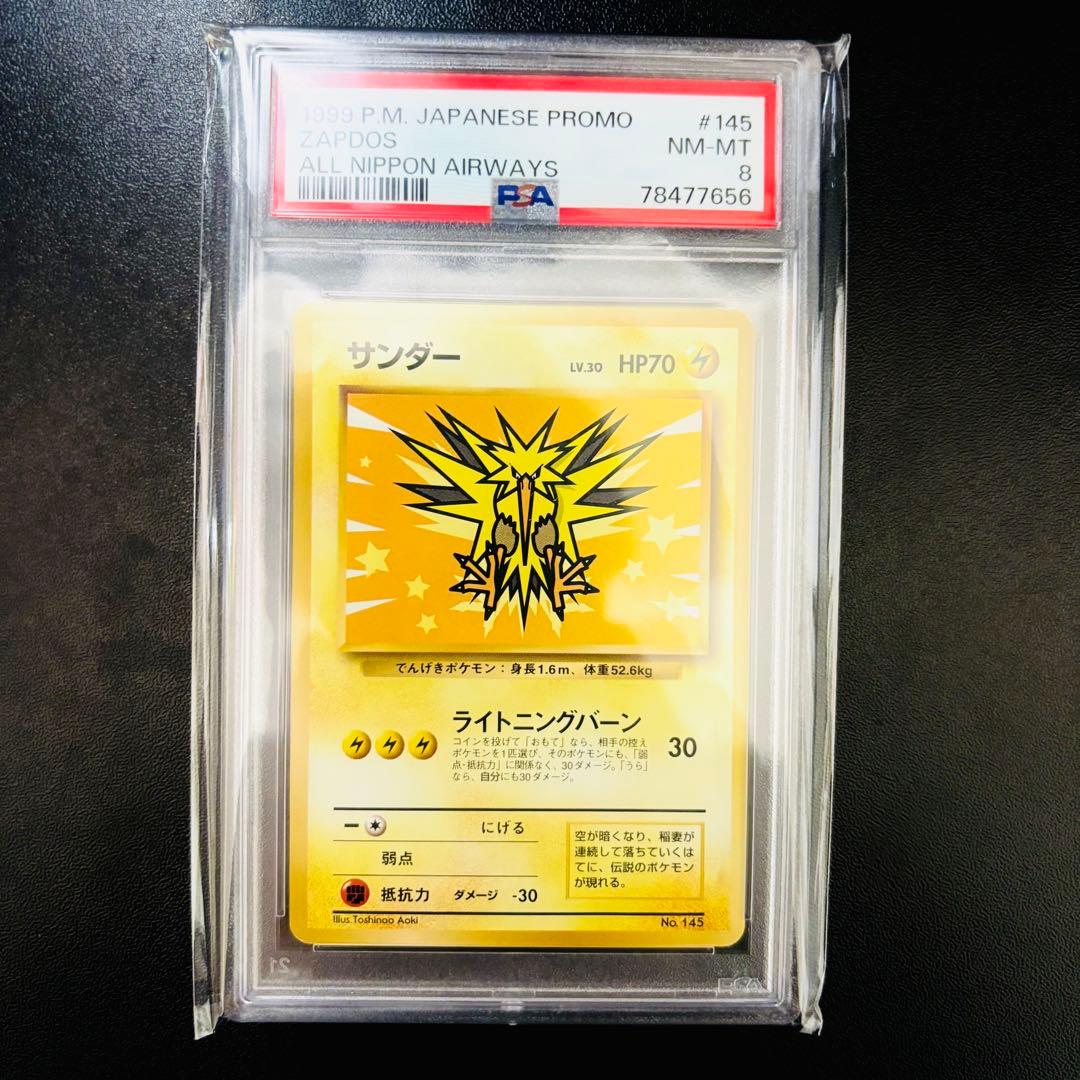 1999 P.M. JAPANESE PROMO #145
ZAPDOS NM-MT
ALL NIPPON AIRWAYS 8
PSA 78477656
サンダー LV.30 HP70
でんげきポケモン：身長1.6m、体重52.6kg
ライトニングバーン
コインを投げて「おもて」なら、相手の控え
ポケモンを1匹選び、そのポケモンにも、「弱
点・抵抗力」に関係なく、30ダメージ。「うら」
なら、自分にも30ダメージ。
30
にげる
弱点
抵抗力 ダメージ -30
空が暗くなり、稲妻が
連続して落ちていくは
てに、伝説のポケモン
が現れる。
Illus. Toshinao Aoki No. 145
21
PSA